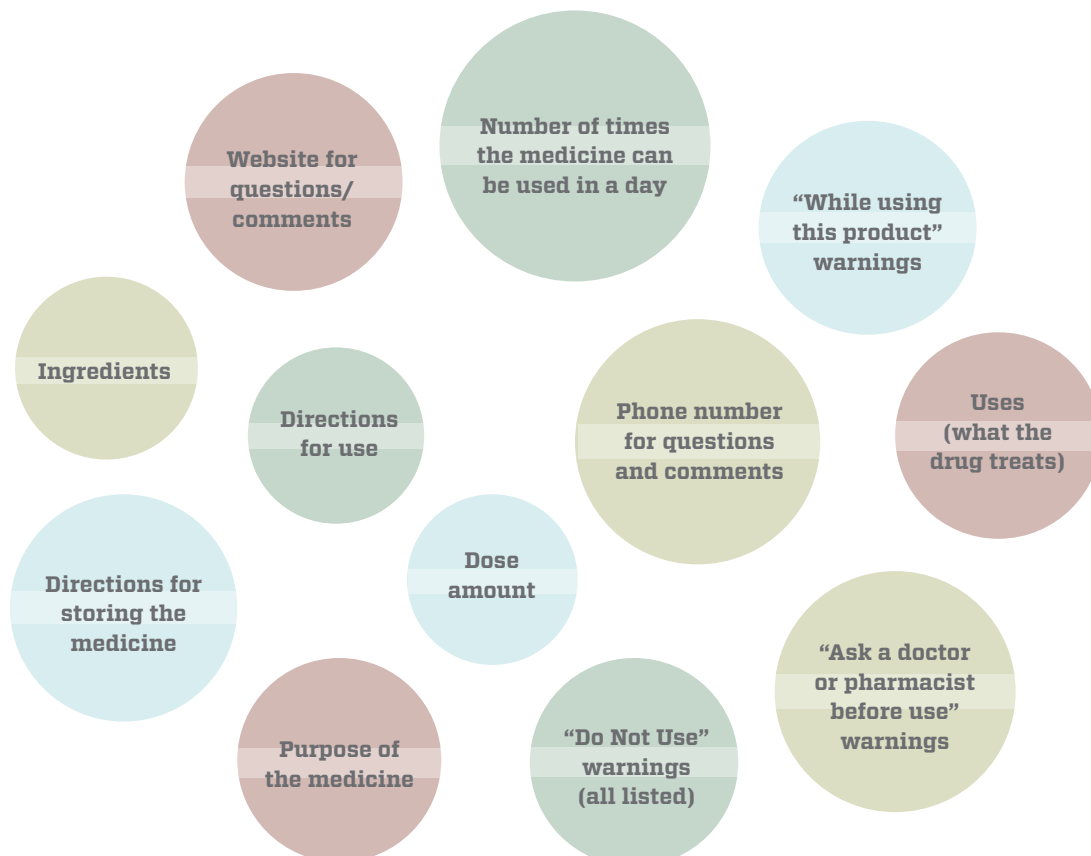 Number of times
the medicine can
be used in a day
Website for
questions/
comments
“While using
this product”
warnings
Ingredients
Directions
for use
Phone number
for questions
and comments
Uses
(what the
drug treats)
Directions for
storing the
medicine
Dose
amount
“Ask a doctor
or pharmacist
before use”
warnings
Purpose of
the medicine
“Do Not Use”
warnings
(all listed)